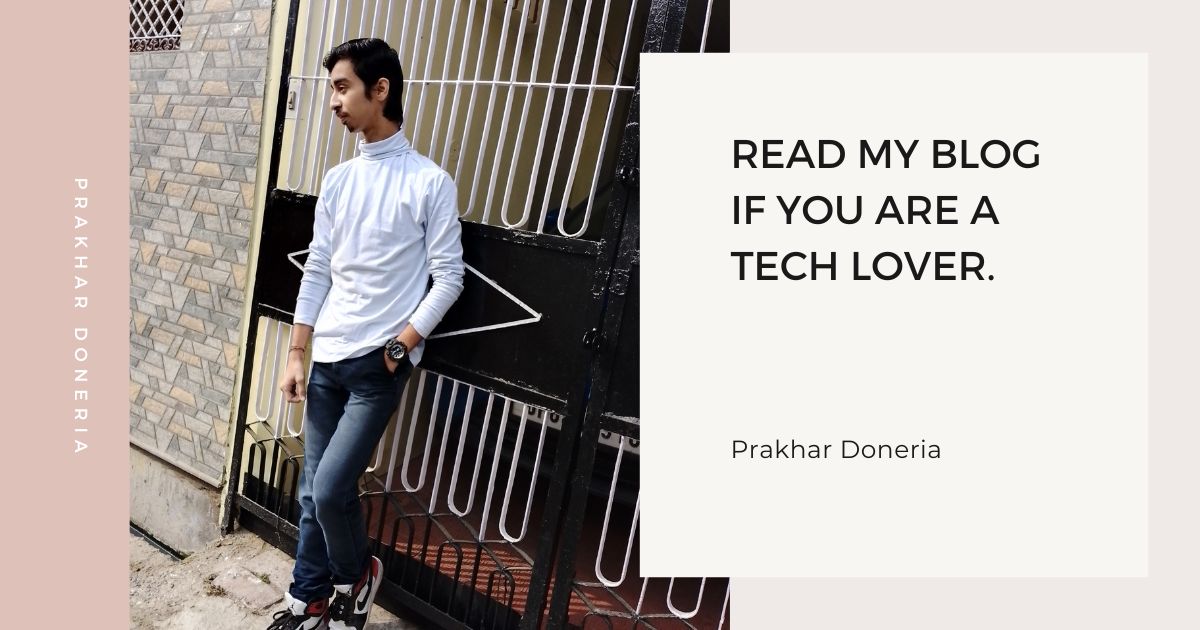 PRAKHAR DONERIA
READ MY BLOG
IF YOU ARE A
TECH LOVER.
Prakhar Doneria